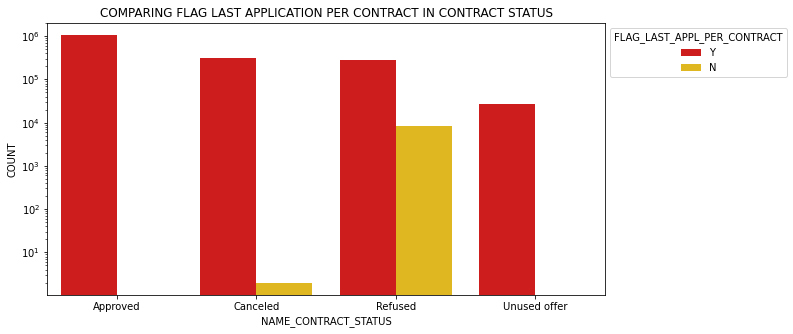 COMPARING FLAG LAST APPLICATION PER CONTRACT IN CONTRACT STATUS
FLAG_LAST_APPL_PER_CONTRACT
Y
N
COUNT
10⁶
10⁵
10⁴
10³
10²
10¹
Approved
Canceled
Refused
Unused offer
NAME_CONTRACT_STATUS